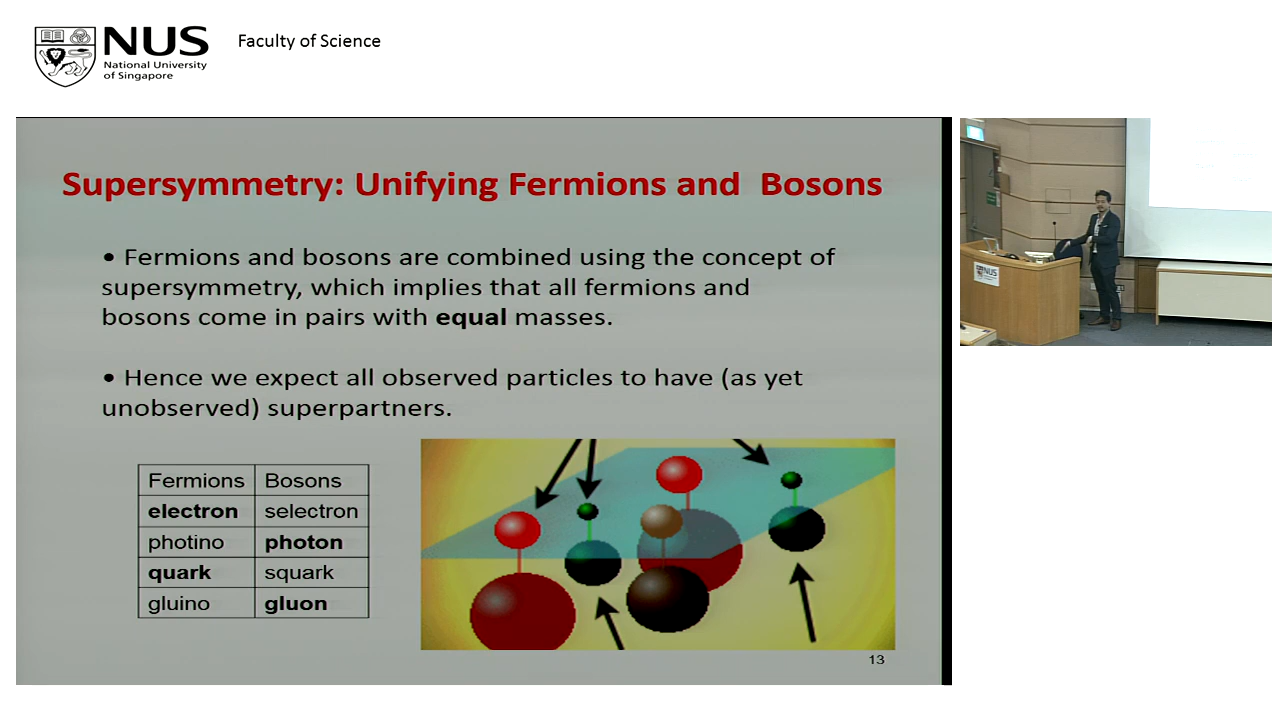 NUS
National University
of Singapore
Faculty of Science
Supersymmetry: Unifying Fermions and Bosons
• Fermions and bosons are combined using the concept of
supersymmetry, which implies that all fermions and
bosons come in pairs with equal masses.
• Hence we expect all observed particles to have (as yet
unobserved) superpartners.
Fermions Bosons
electron selectron
photino photon
quark squark
gluino gluon
13
NUS